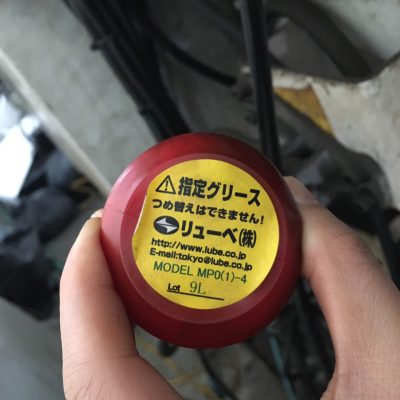 ⚠指定グリース
つめ替えはできません!
リューベ(株)
http://www.lube.co.jp
E-mail:tokyo@lube.co.jp
MODEL MP0(1)-4
Lot 9L